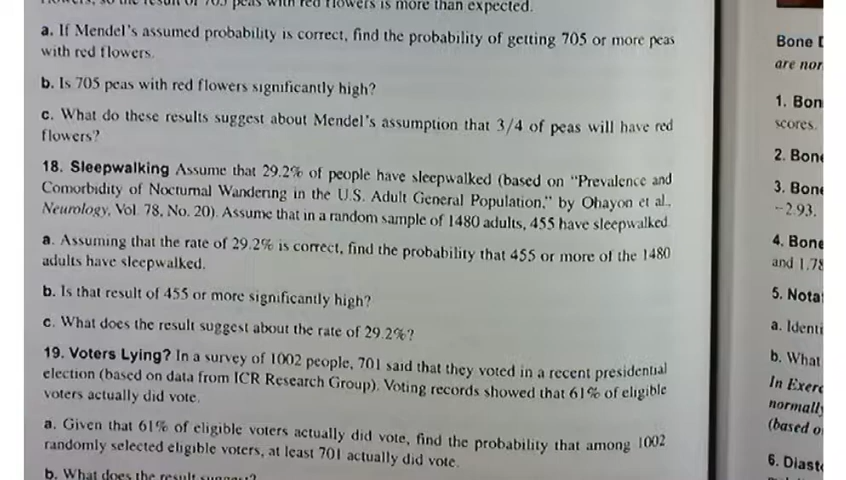 flowers, so the result of 705 peas with red flowers is more than expected.
a. If Mendel's assumed probability is correct, find the probability of getting 705 or more peas
with red flowers.
b. Is 705 peas with red flowers significantly high?
c. What do these results suggest about Mendel's assumption that 3/4 of peas will have red
flowers?
18. Sleepwalking Assume that 29.2% of people have sleepwalked (based on "Prevalence and
Comorbidity of Nocturnal Wandering in the U.S. Adult General Population," by Ohayon et al.,
Neurology, Vol. 78, No. 20). Assume that in a random sample of 1480 adults, 455 have sleepwalked.
a. Assuming that the rate of 29.2% is correct, find the probability that 455 or more of the 1480
adults have sleepwalked.
b. Is that result of 455 or more significantly high?
c. What does the result suggest about the rate of 29.2%?
19. Voters Lying? In a survey of 1002 people, 701 said that they voted in a recent presidential
election (based on data from ICR Research Group). Voting records showed that 61% of eligible
voters actually did vote.
a. Given that 61% of eligible voters actually did vote, find the probability that among 1002
randomly selected eligible voters, at least 701 actually did vote.
b. What does the result suggest?
Bone D
are nor
1. Bon
scores.
2. Bone
3. Bone
-2.93.
4. Bone
and 1.78
5. Nota
a. Identi
b. What
In Exerc
normally
(based o
6. Diast